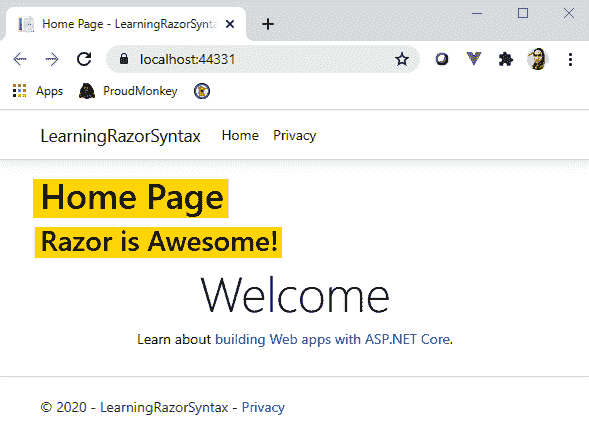 Home Page - LearningRazorSynta
localhost:44331
Apps ProudMonkey
LearningRazorSyntax Home Privacy
Home Page
Razor is Awesome!
Welcome
Learn about building Web apps with ASP.NET Core.
© 2020 - LearningRazorSyntax - Privacy